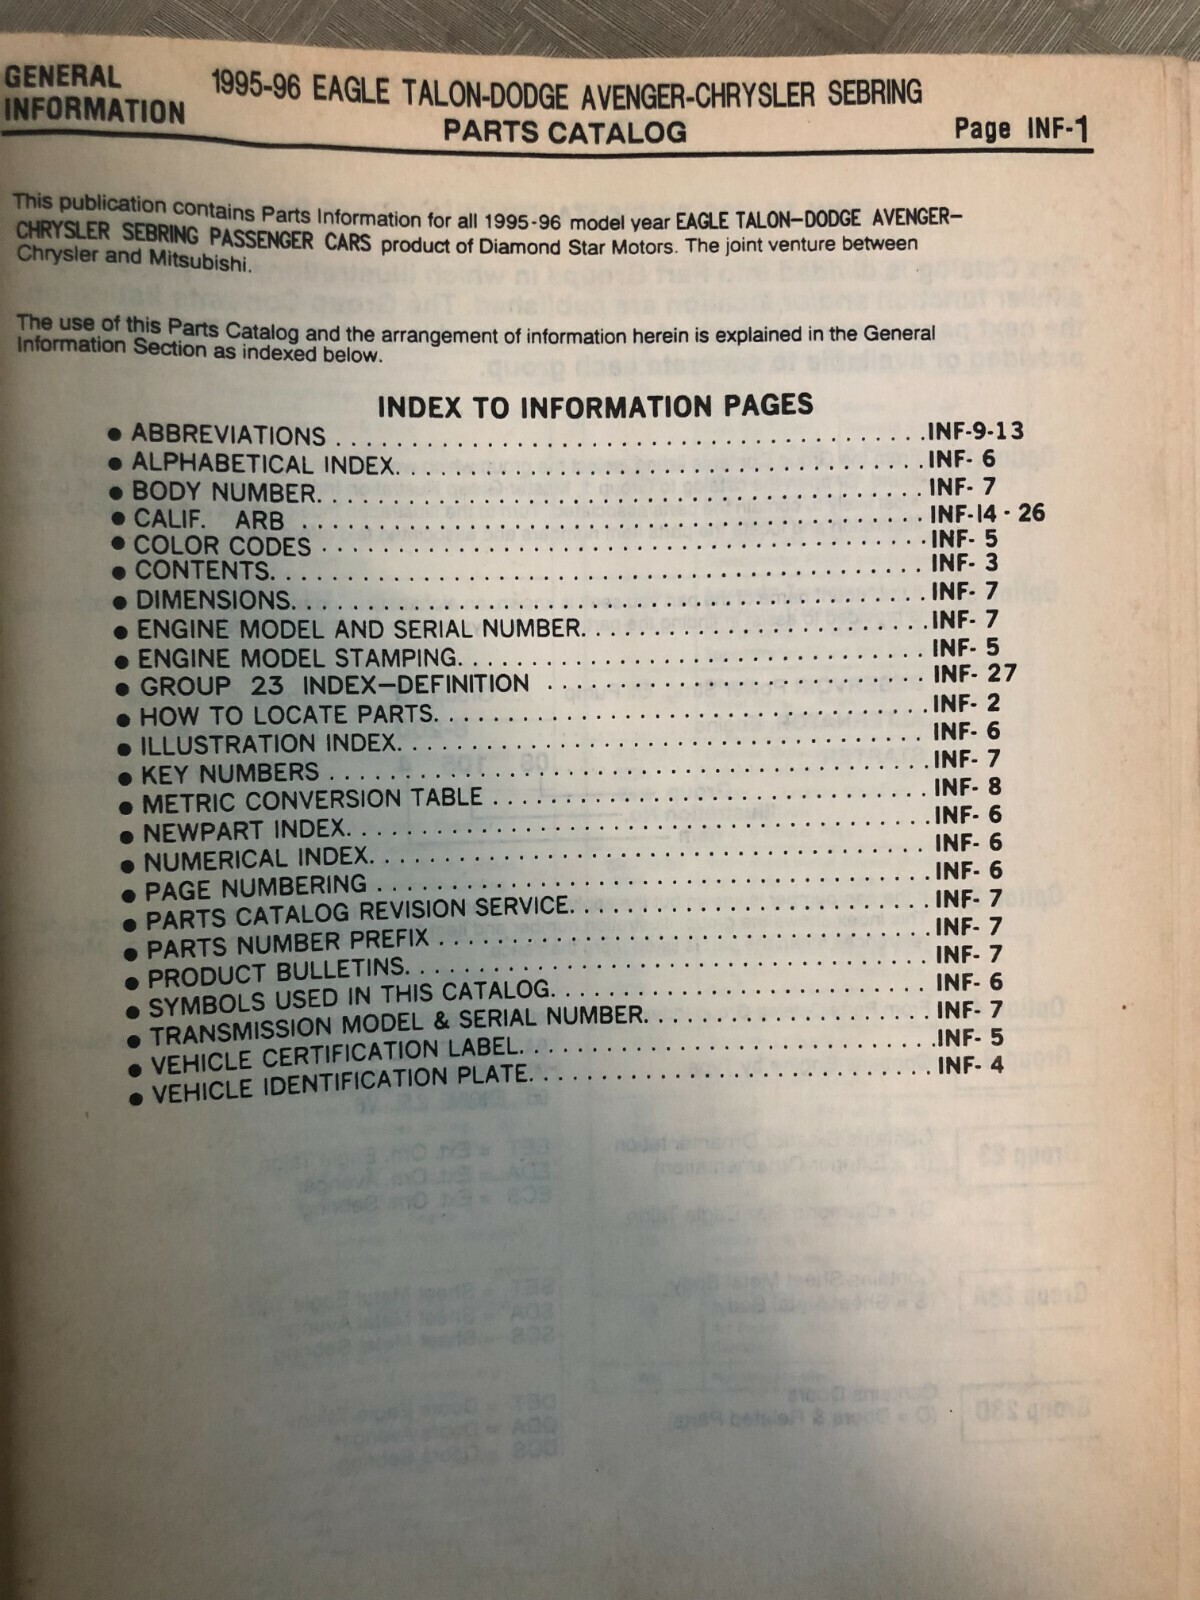 GENERAL
INFORMATION
1995-96 EAGLE TALON-DODGE AVENGER-CHRYSLER SEBRING
PARTS CATALOG
Page INF-1
This publication contains Parts Information for all 1995-96 model year EAGLE TALON–DODGE AVENGER–
CHRYSLER SEBRING PASSENGER CARS product of Diamond Star Motors. The joint venture between
Chrysler and Mitsubishi.
The use of this Parts Catalog and the arrangement of information herein is explained in the General
Information Section as indexed below.
INDEX TO INFORMATION PAGES
● ABBREVIATIONS . . . . . . . . . . INF-9-13
● ALPHABETICAL INDEX. . . . . . . . . . INF- 6
● BODY NUMBER. . . . . . . . . . INF- 7
● CALIF. ARB . . . . . . . . . . INF-14 - 26
● COLOR CODES . . . . . . . . . . INF- 5
● CONTENTS. . . . . . . . . . INF- 3
● DIMENSIONS. . . . . . . . . . INF- 7
● ENGINE MODEL AND SERIAL NUMBER. . . . . . . . . . INF- 7
● ENGINE MODEL STAMPING. . . . . . . . . . INF- 5
● GROUP 23 INDEX–DEFINITION . . . . . . . . . . INF- 27
● HOW TO LOCATE PARTS. . . . . . . . . . INF- 2
● ILLUSTRATION INDEX. . . . . . . . . . INF- 6
● KEY NUMBERS . . . . . . . . . . INF- 7
● METRIC CONVERSION TABLE . . . . . . . . . . INF- 8
● NEWPART INDEX. . . . . . . . . . INF- 6
● NUMERICAL INDEX. . . . . . . . . . INF- 6
● PAGE NUMBERING . . . . . . . . . . INF- 6
● PARTS CATALOG REVISION SERVICE. . . . . . . . . . INF- 7
● PARTS NUMBER PREFIX . . . . . . . . . . INF- 7
● PRODUCT BULLETINS. . . . . . . . . . INF- 7
● SYMBOLS USED IN THIS CATALOG. . . . . . . . . . INF- 6
● TRANSMISSION MODEL & SERIAL NUMBER. . . . . . . . . . INF- 7
● VEHICLE CERTIFICATION LABEL. . . . . . . . . . INF- 5
● VEHICLE IDENTIFICATION PLATE. . . . . . . . . . INF- 4